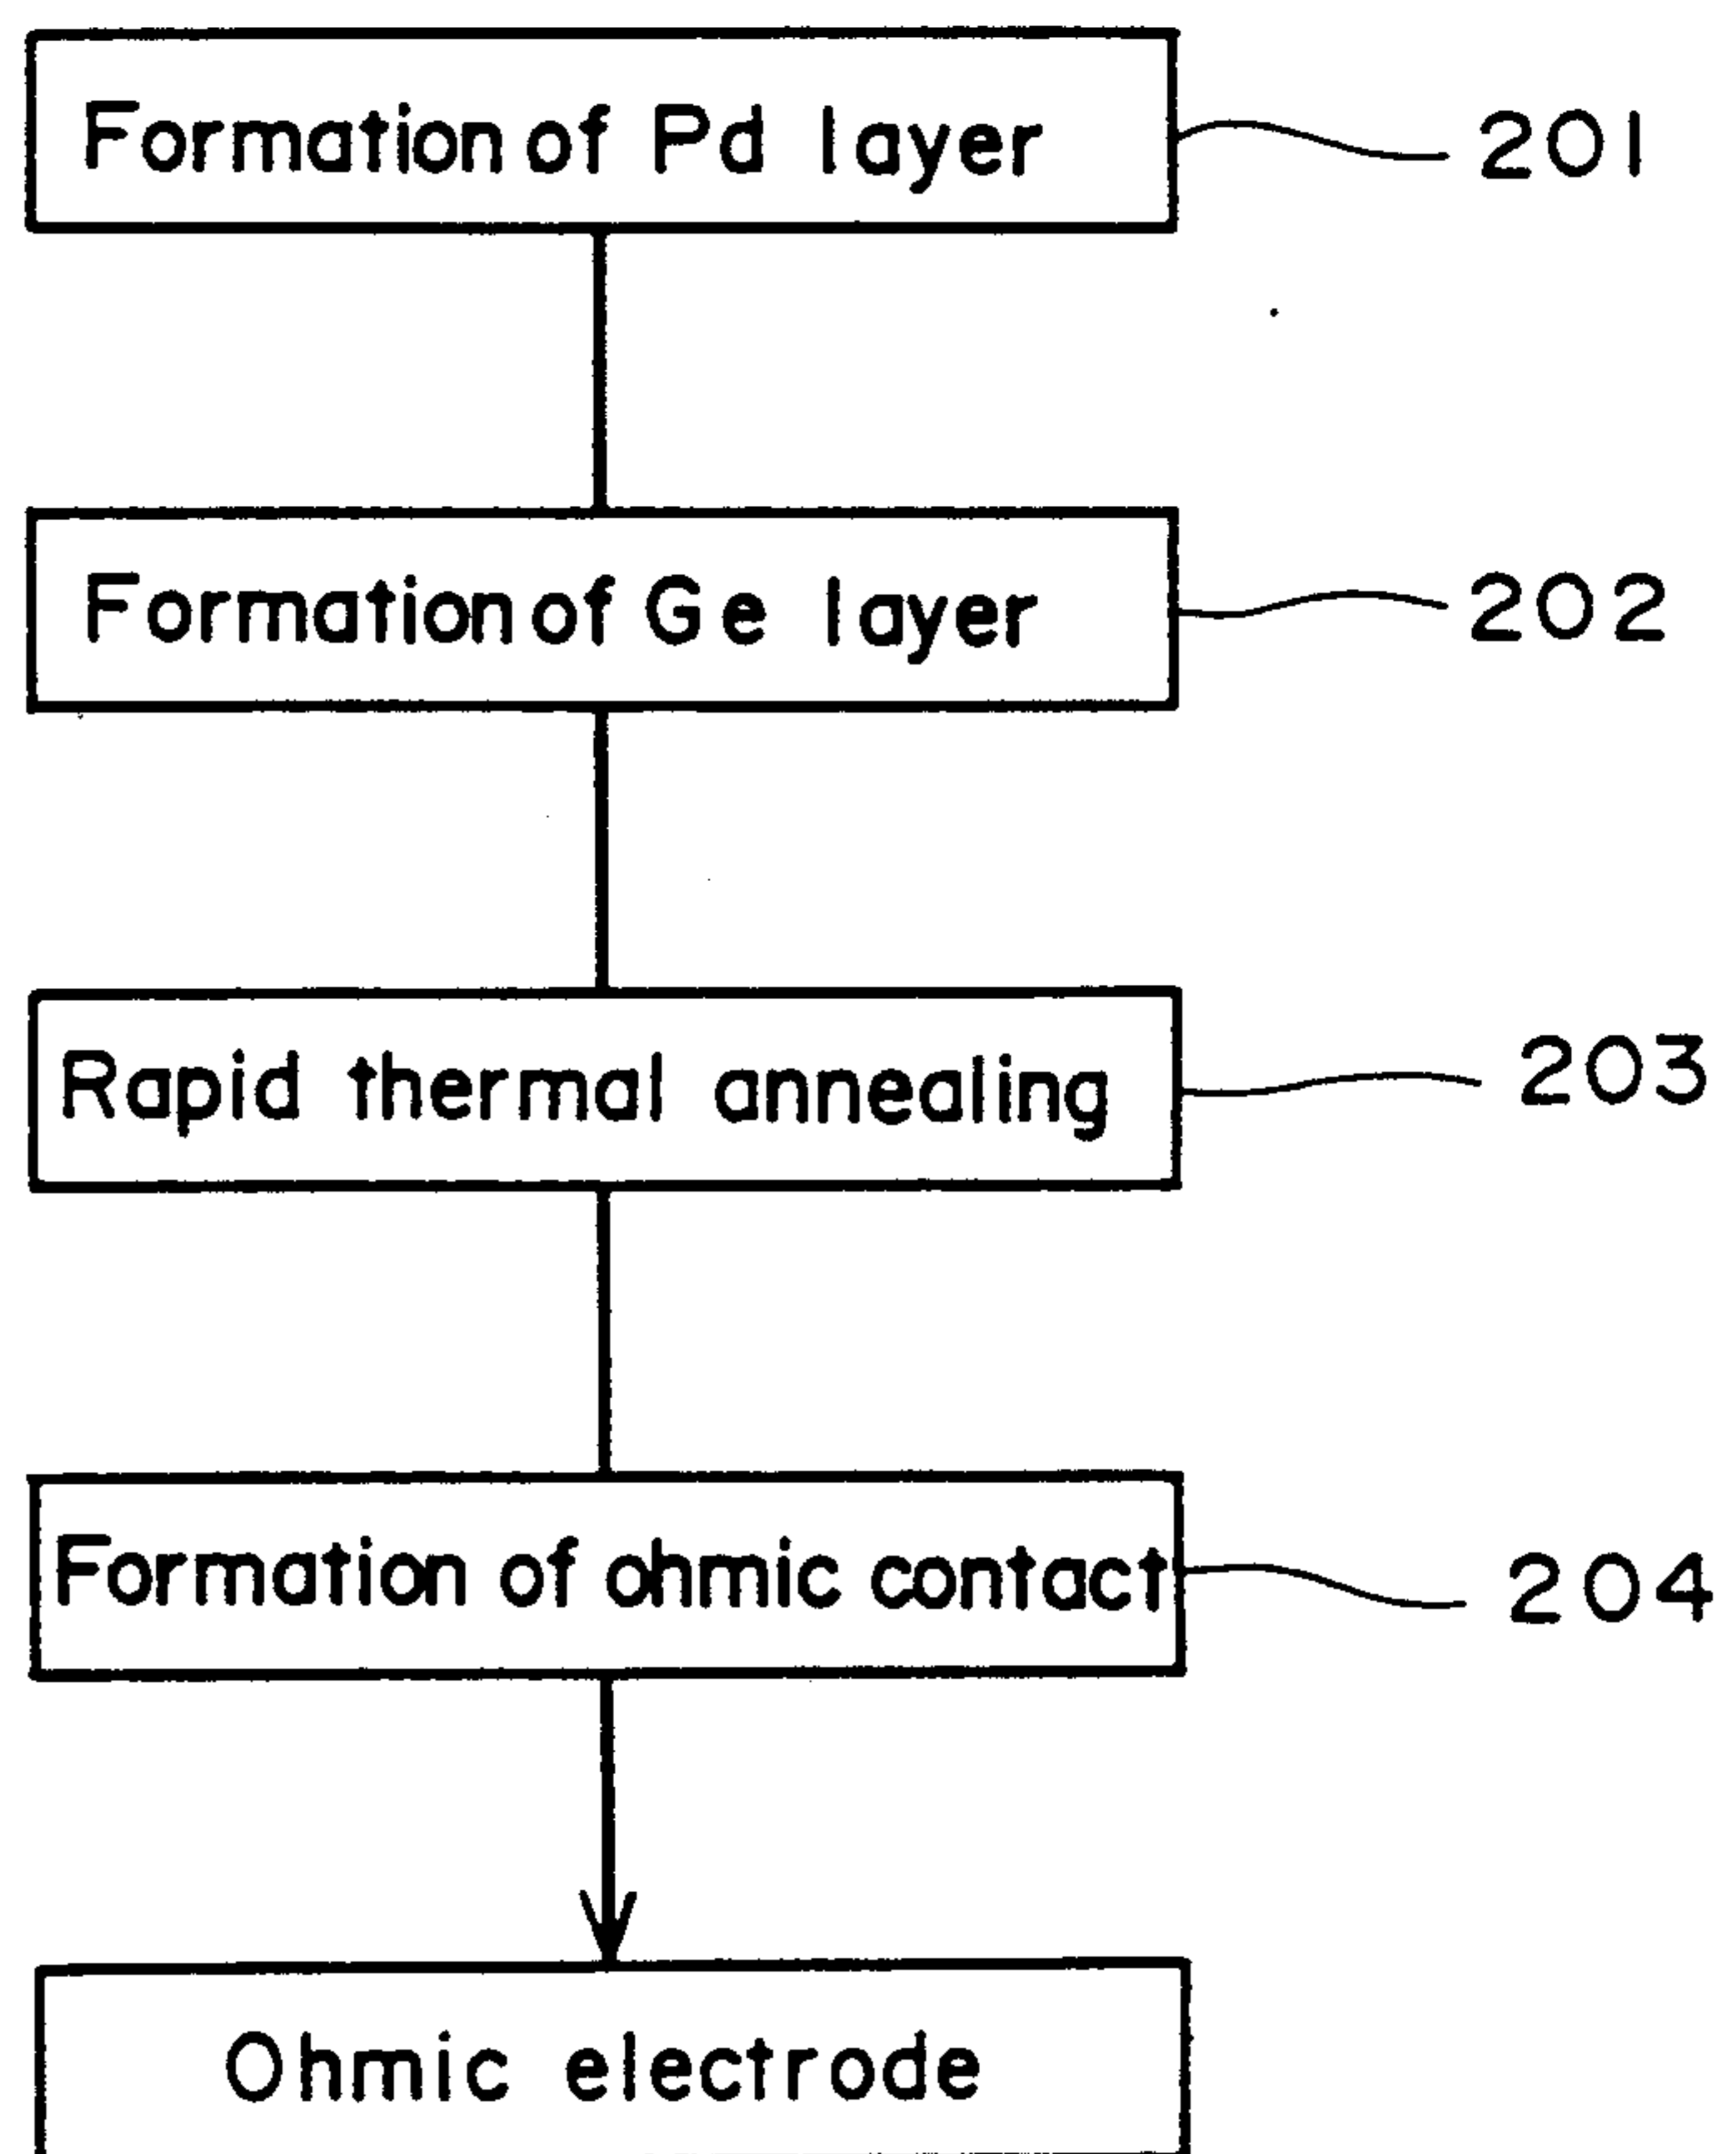 Formation of Pd layer 201
Formation of Ge layer 202
Rapid thermal annealing 203
Formation of ohmic contact 204
Ohmic electrode